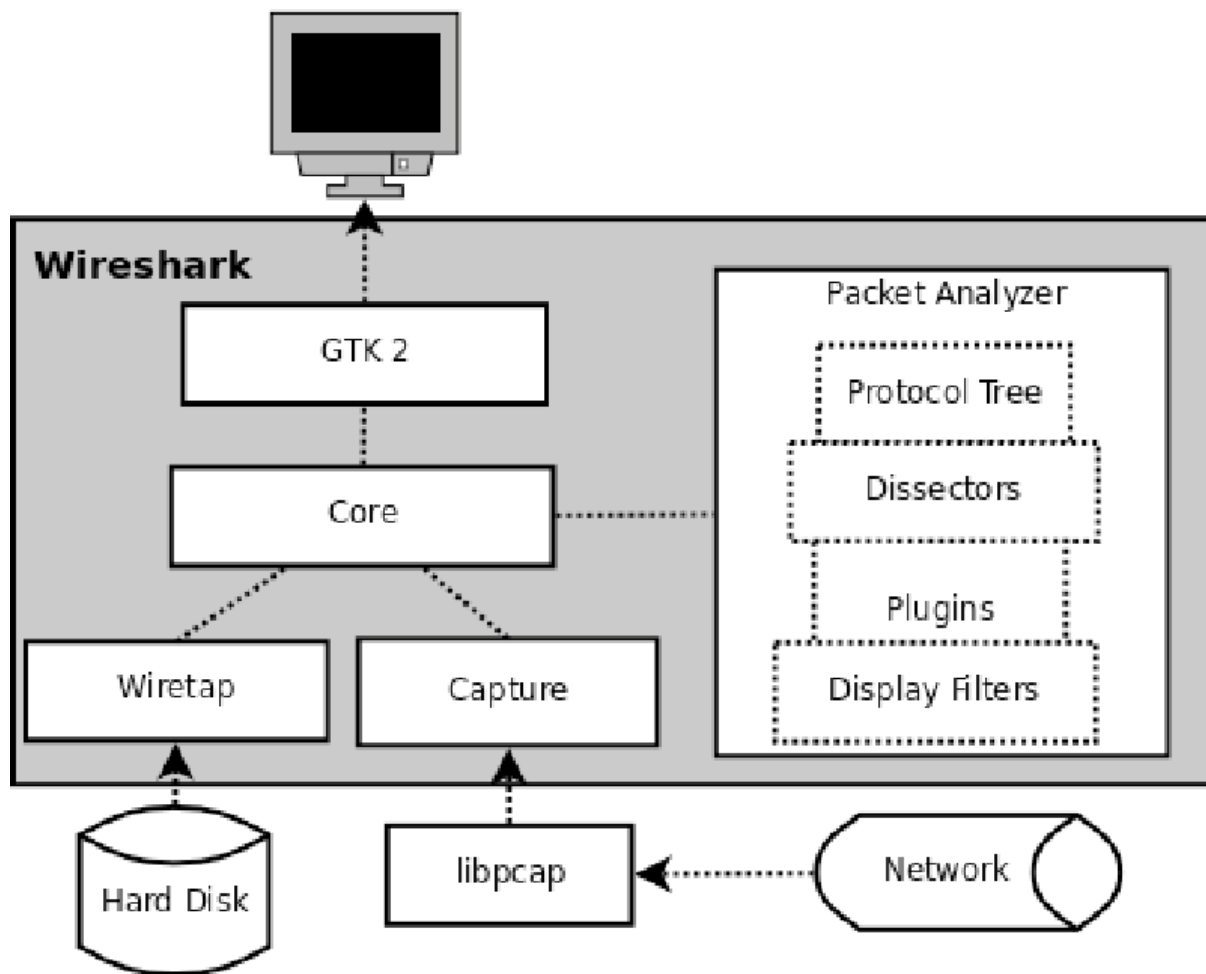 Wireshark
GTK 2
Core
Wiretap
Capture
Packet Analyzer
Protocol Tree
Dissectors
Plugins
Display Filters
Hard Disk
libpcap
Network